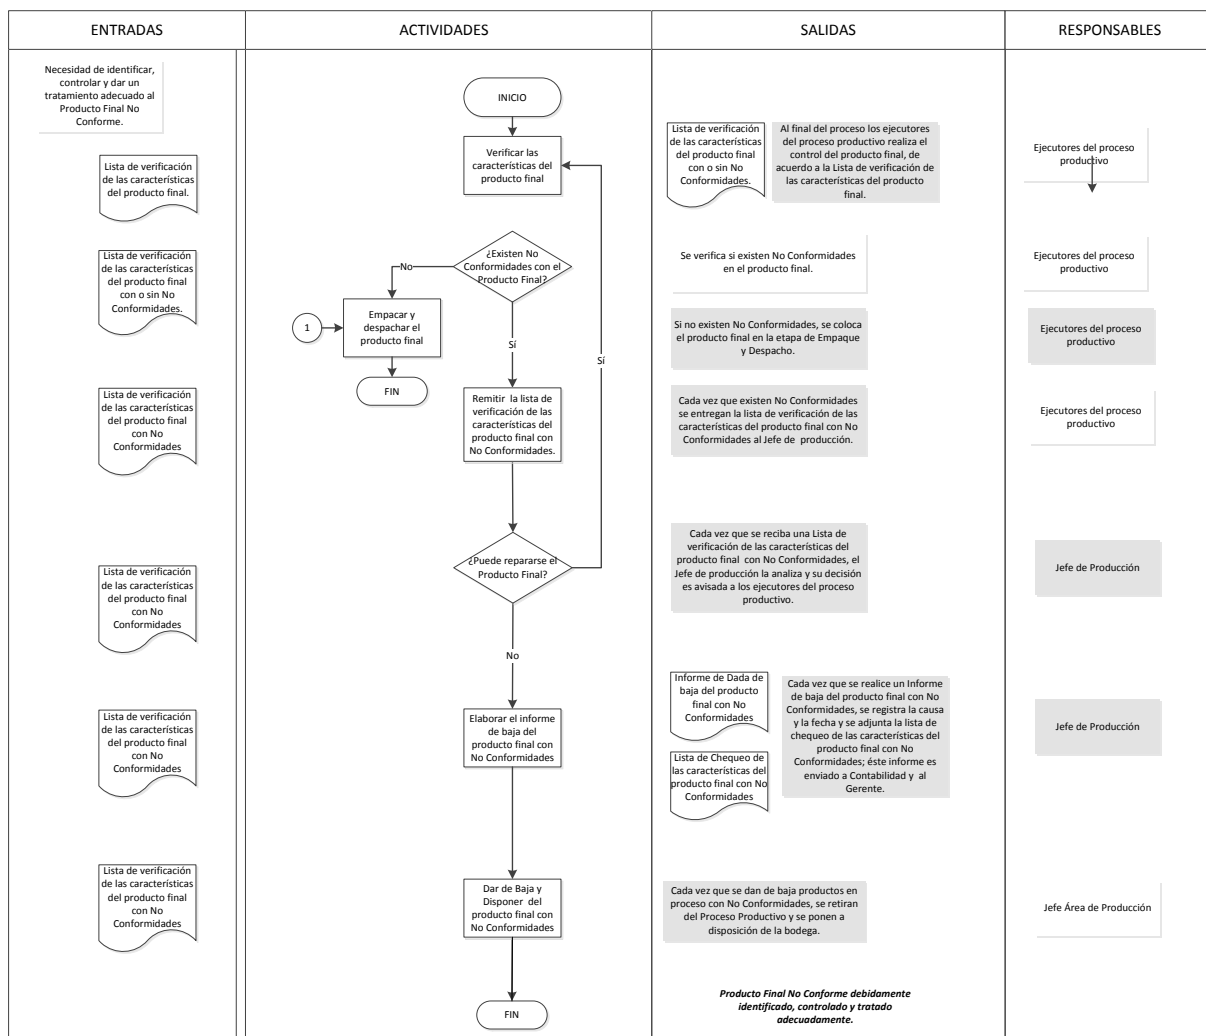 ENTRADAS
ACTIVIDADES
SALIDAS
RESPONSABLES
Necesidad de identificar,
controlar y dar un
tratamiento adecuado al
Producto Final No
Conforme.
INICIO
Lista de verificación
de las características
del producto final.
Verificar las
características del
producto final
Lista de verificación
de las características
del producto final
con o sin No
Conformidades.
Al final del proceso los ejecutores
del proceso productivo realiza el
control del producto final, de
acuerdo a la Lista de verificación de
las características del producto
final.
Ejecutores del proceso
productivo
Lista de verificación
de las características
del producto final
con o sin No
Conformidades.
¿Existen No
Conformidades con el
Producto Final?
No
Sí
Se verifica si existen No Conformidades
en el producto final.
Ejecutores del proceso
productivo
1
Empacar y
despachar el
producto final
FIN
Sí
Si no existen No Conformidades, se coloca
el producto final en la etapa de Empaque
y Despacho.
Ejecutores del proceso
productivo
Lista de verificación
de las características
del producto final
con No
Conformidades
Remitir la lista de
verificación de las
características del
producto final con
No Conformidades.
Cada vez que existen No Conformidades
se entregan la lista de verificación de las
características del producto final con No
Conformidades al Jefe de producción.
Ejecutores del proceso
productivo
Lista de verificación
de las características
del producto final
con No
Conformidades
¿Puede repararse el
Producto Final?
No
Cada vez que se reciba una Lista de
verificación de las características del
producto final con No Conformidades, el
Jefe de producción la analiza y su decisión
es avisada a los ejecutores del proceso
productivo.
Jefe de Producción
Lista de verificación
de las características
del producto final
con No
Conformidades
Elaborar el informe
de baja del
producto final con
No Conformidades
Informe de Dada de
baja del producto
final con No
Conformidades
Lista de Chequeo de
las características del
producto final con No
Conformidades
Cada vez que se realice un Informe
de baja del producto final con No
Conformidades, se registra la causa
y la fecha y se adjunta la lista de
chequeo de las características del
producto final con No
Conformidades; éste informe es
enviado a Contabilidad y al
Gerente.
Jefe de Producción
Lista de verificación
de las características
del producto final
con No
Conformidades
Dar de Baja y
Disponer del
producto final con
No Conformidades
Cada vez que se dan de baja productos en
proceso con No Conformidades, se retiran
del Proceso Productivo y se ponen a
disposición de la bodega.
Jefe Área de Producción
FIN
Producto Final No Conforme debidamente
identificado, controlado y tratado
adecuadamente.